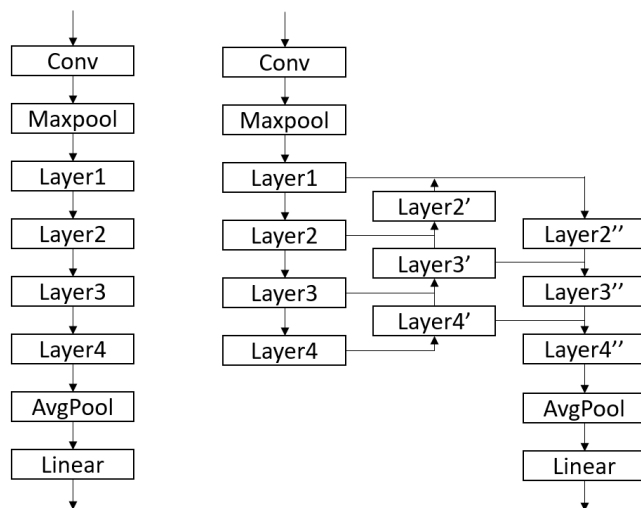 Conv
Maxpool
Layer1
Layer2
Layer3
Layer4
AvgPool
Linear
Conv
Maxpool
Layer1
Layer2
Layer3
Layer4
Layer2'
Layer3'
Layer4'
Layer2''
Layer3''
Layer4''
AvgPool
Linear